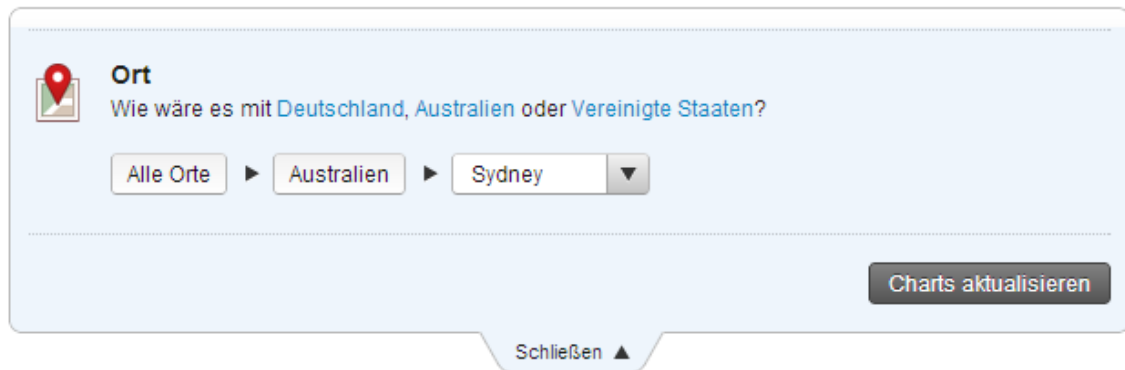 Ort
Wie wäre es mit Deutschland, Australien oder Vereinigte Staaten?
Alle Orte ▶ Australien ▶ Sydney ▼
Charts aktualisieren
Schließen ▲